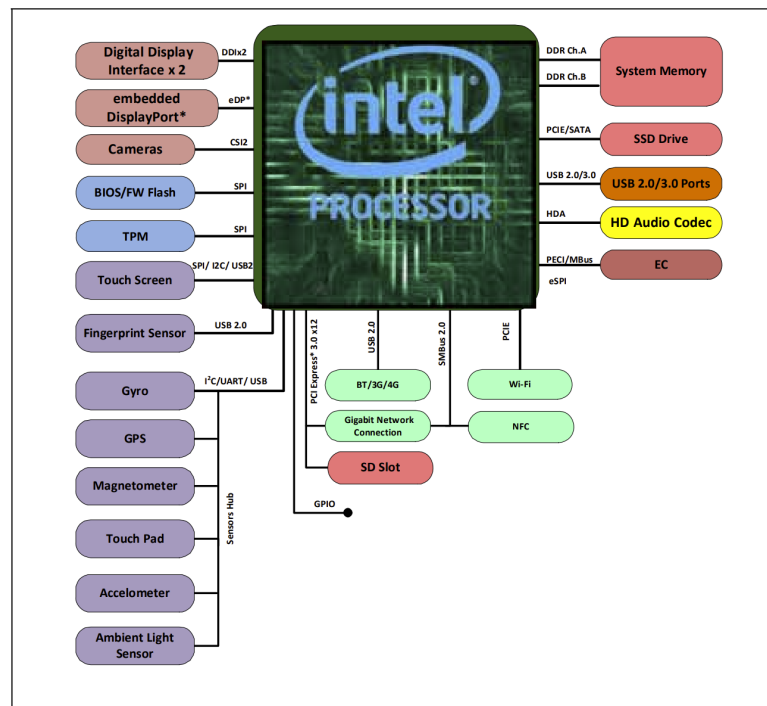 Digital Display
Interface x 2
DDIx2
embedded
DisplayPort*
eDP*
Cameras
CSI2
BIOS/FW Flash
SPI
TPM
SPI
Touch Screen
SPI/ I2C/ USB2
Fingerprint Sensor
USB 2.0
Gyro
I²C/UART/ USB
GPS
Magnetometer
Touch Pad
Accelometer
Ambient Light
Sensor
Sensors Hub
intel
PROCESSOR
DDR Ch.A
DDR Ch.B
System Memory
PCIE/SATA
SSD Drive
USB 2.0/3.0
USB 2.0/3.0 Ports
HDA
HD Audio Codec
PECI/MBus
eSPI
EC
PCI Express* 3.0 x12
USB 2.0
SMBus 2.0
PCIE
BT/3G/4G
Wi-Fi
Gigabit Network
Connection
NFC
SD Slot
GPIO